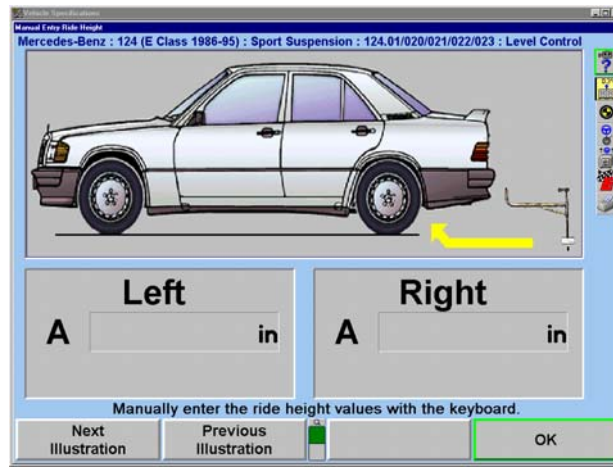 Vehicle Specifications
Manual Entry Ride Height
Mercedes-Benz : 124 (E Class 1986-95) : Sport Suspension : 124.01/020/021/022/023 : Level Control
Left
Right
A
in
A
in
Manually enter the ride height values with the keyboard.
Next
Illustration
Previous
Illustration
OK